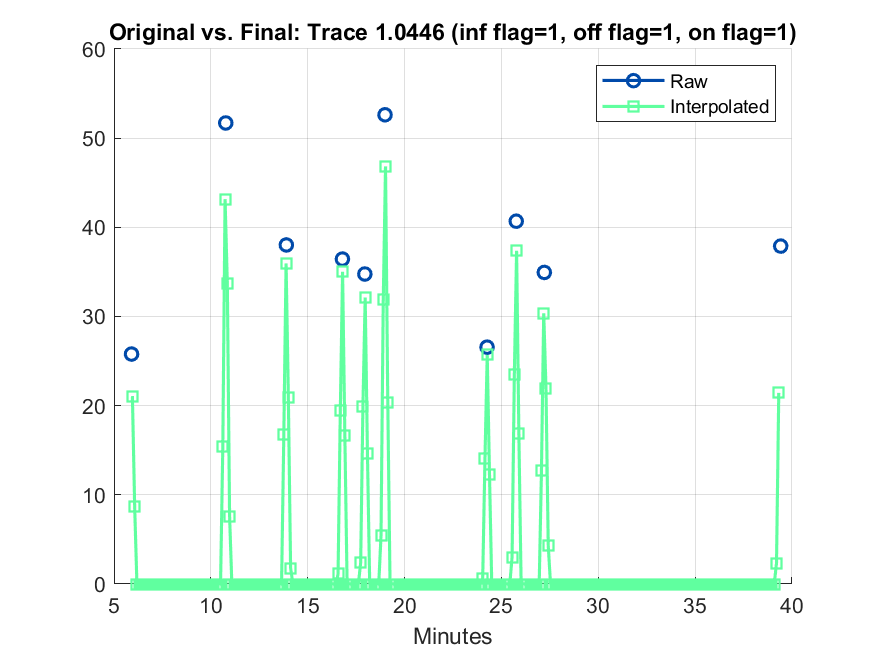 Original vs. Final: Trace 1.0446 (inf flag=1, off flag=1, on flag=1)
60
Raw
Interpolated
50
40
30
20
10
0
5 10 15 20 25 30 35 40
Minutes